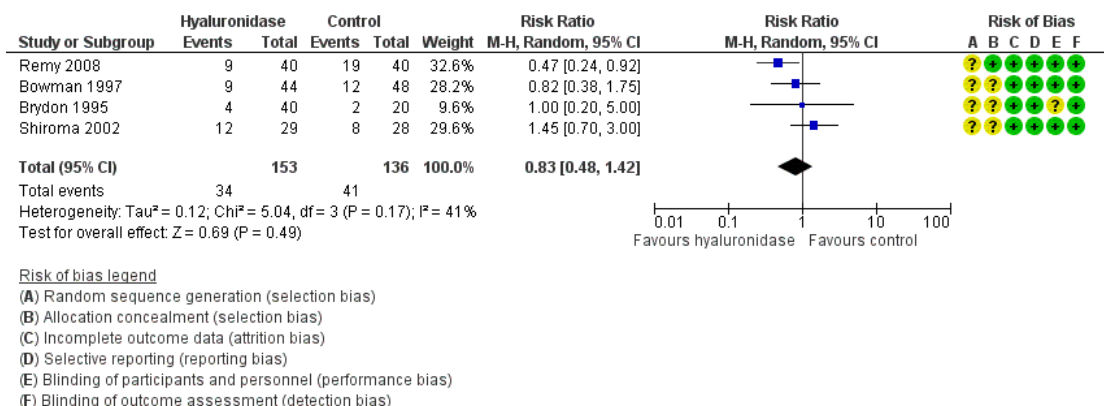 Hyaluronidase Control Risk Ratio Risk Ratio Risk of Bias
Study or Subgroup Events Total Events Total Weight M-H, Random, 95% CI M-H, Random, 95% CI A B C D E F
Remy 2008 9 40 19 40 32.6% 0.47 [0.24, 0.92] ? + + + + +
Bowman 1997 9 44 12 48 28.2% 0.82 [0.38, 1.75] ? ? + + + +
Brydon 1995 4 40 2 20 9.6% 1.00 [0.20, 5.00] ? ? + + ? +
Shiroma 2002 12 29 8 28 29.6% 1.45 [0.70, 3.00] ? ? + + + +
Total (95% CI) 153 136 100.0% 0.83 [0.48, 1.42]
Total events 34 41
Heterogeneity: Tau² = 0.12; Chi² = 5.04, df = 3 (P = 0.17); I² = 41%
Test for overall effect: Z = 0.69 (P = 0.49)
0.01 0.1 1 10 100
Favours hyaluronidase Favours control
Risk of bias legend
(A) Random sequence generation (selection bias)
(B) Allocation concealment (selection bias)
(C) Incomplete outcome data (attrition bias)
(D) Selective reporting (reporting bias)
(E) Blinding of participants and personnel (performance bias)
(F) Blinding of outcome assessment (detection bias)